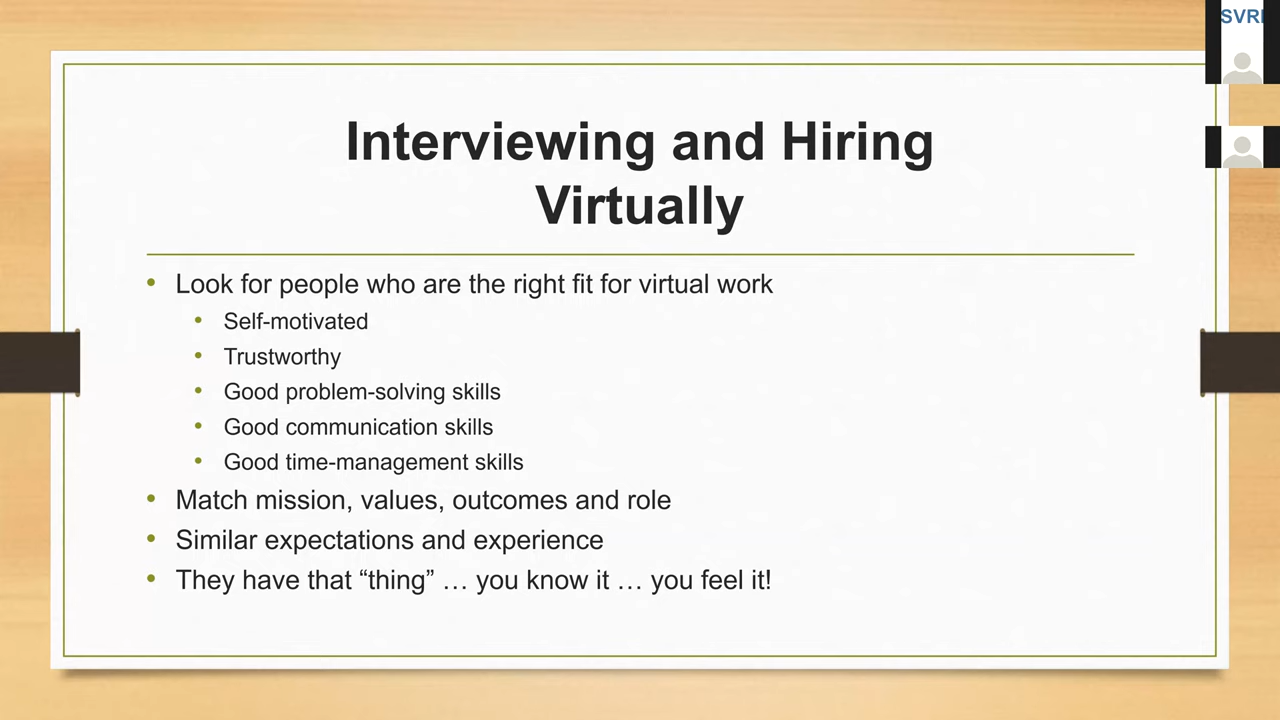 Interviewing and Hiring
Virtually
• Look for people who are the right fit for virtual work
• Self-motivated
• Trustworthy
• Good problem-solving skills
• Good communication skills
• Good time-management skills
• Match mission, values, outcomes and role
• Similar expectations and experience
• They have that “thing” … you know it … you feel it!